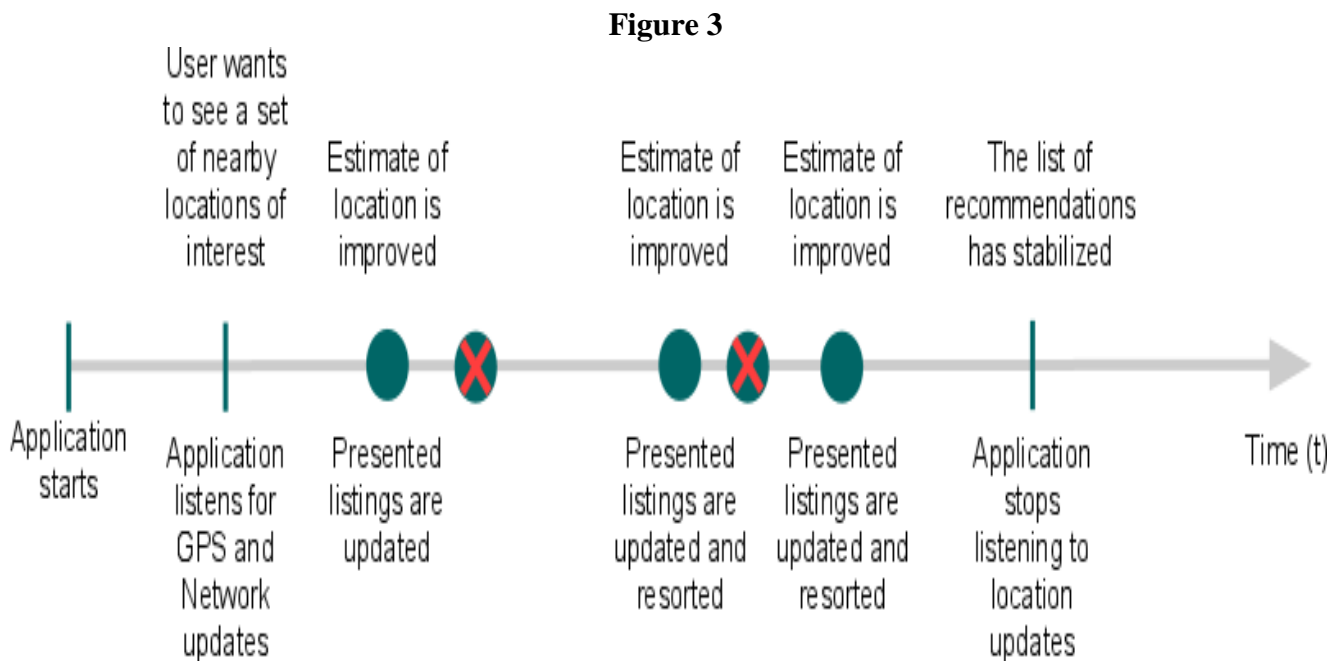 Figure 3
User wants
to see a set
of nearby
locations of
interest
Estimate of
location is
improved
Estimate of
location is
improved
Estimate of
location is
improved
The list of
recommendations
has stabilized
Application
starts
Application
listens for
GPS and
Network
updates
Presented
listings are
updated
Presented
listings are
updated and
resorted
Presented
listings are
updated and
resorted
Application
stops
listening to
location
updates
Time (t)